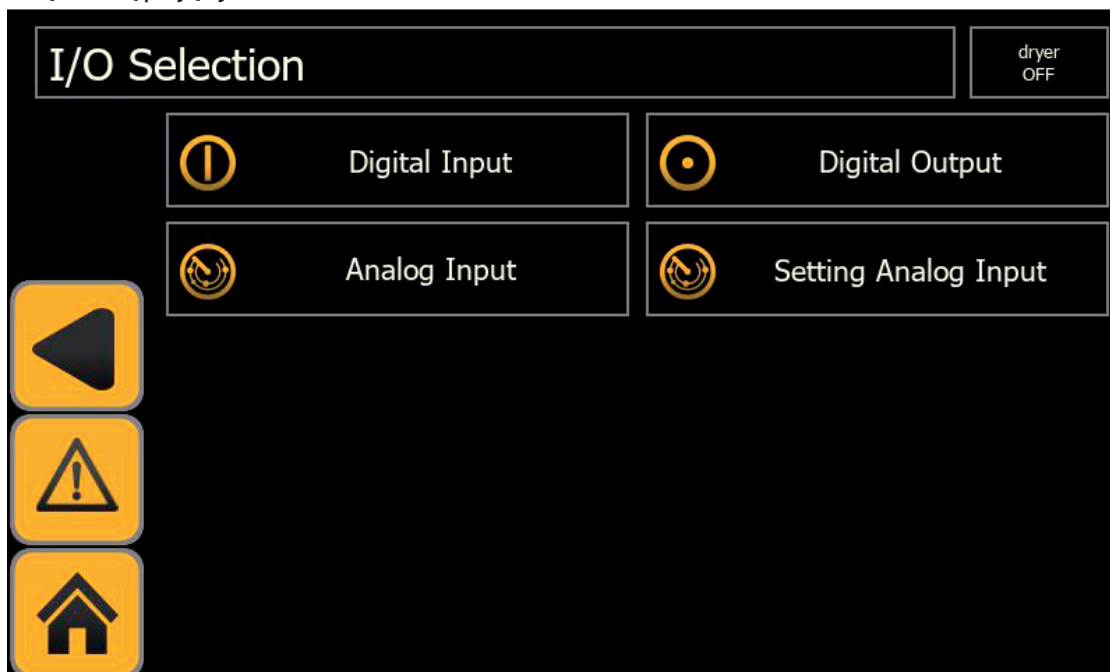 I/O Selection
dryer
OFF
Digital Input
Digital Output
Analog Input
Setting Analog Input